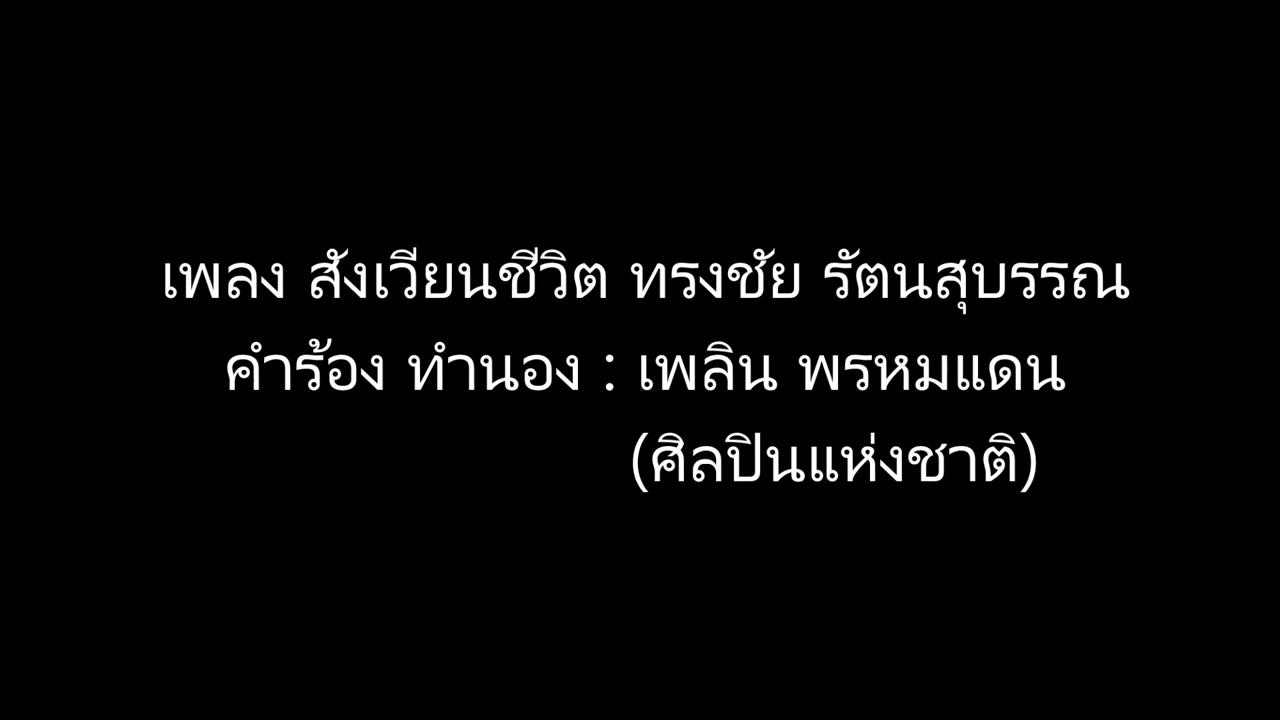 เพลง สังเวียนชีวิต ทรงชัย รัตนสุบรรณ
คำร้อง ทำนอง : เพลิน พรหมแดน
(ศิลปินแห่งชาติ)